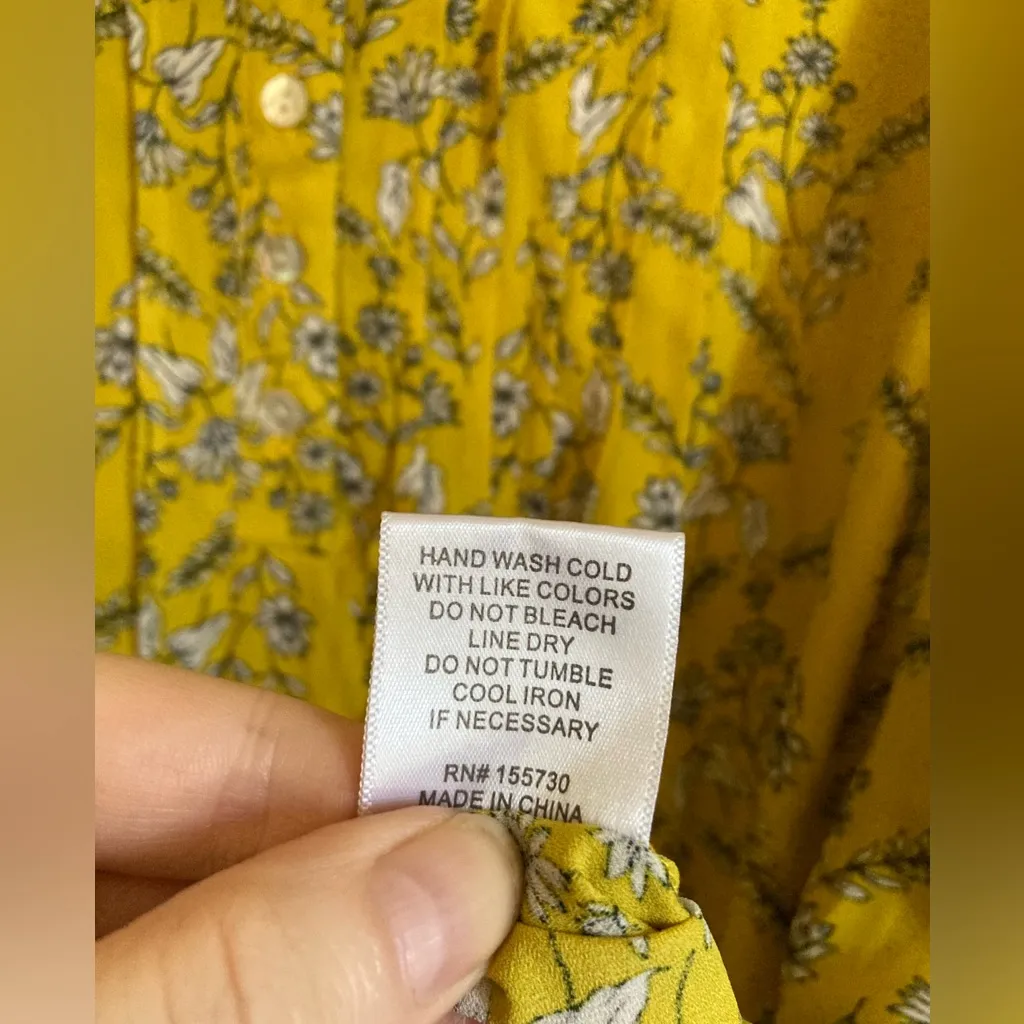 HAND WASH COLD
WITH LIKE COLORS
DO NOT BLEACH
LINE DRY
DO NOT TUMBLE
COOL IRON
IF NECESSARY
RN# 155730
MADE IN CHINA